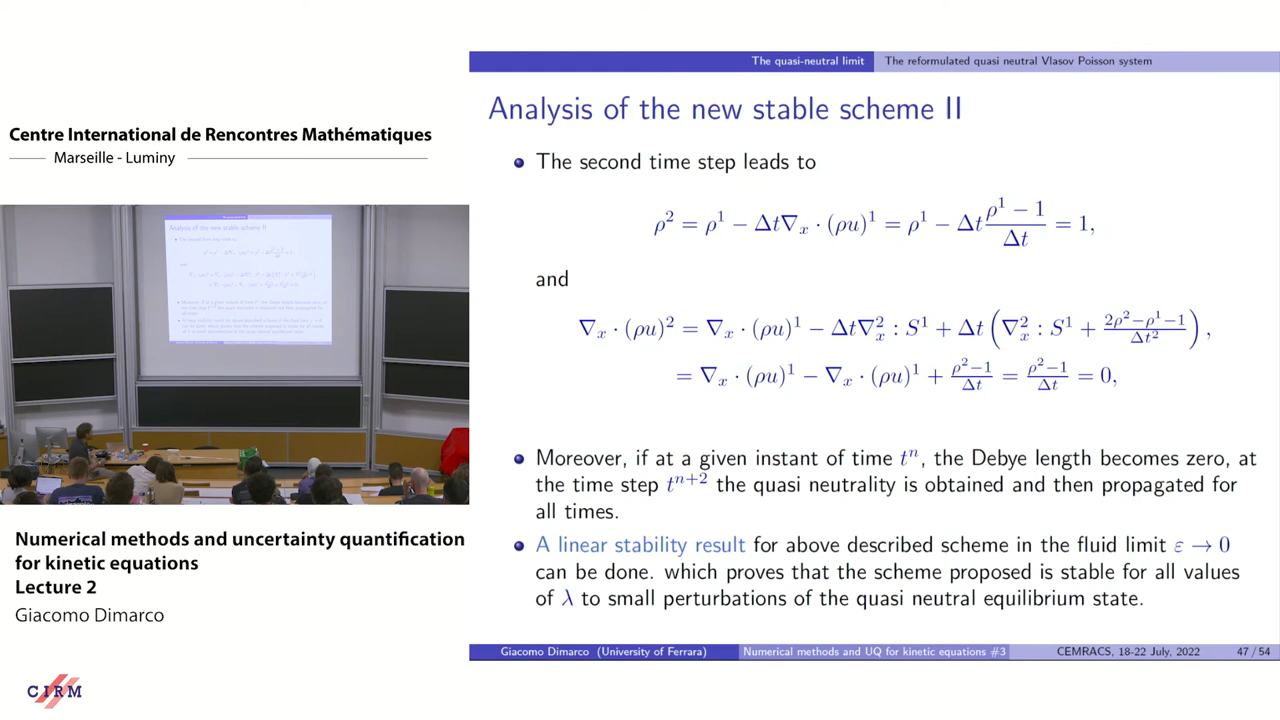 Centre International de Rencontres Mathématiques
Marseille - Luminy
Analysis of the new stable scheme II
Numerical methods and uncertainty quantification
for kinetic equations
Lecture 2
Giacomo Dimarco
CIRM
The quasi-neutral limit The reformulated quasi neutral Vlasov Poisson system
Analysis of the new stable scheme II
The second time step leads to
ρ² = ρ¹ − Δt∇ₓ · (ρu)¹ = ρ¹ − Δt (ρ¹ − 1)/Δt = 1,
and
∇ₓ · (ρu)² = ∇ₓ · (ρu)¹ − Δt∇²ₓ : S¹ + Δt (∇²ₓ : S¹ + (2ρ²−ρ¹−1)/Δt²) ,
= ∇ₓ · (ρu)¹ − ∇ₓ · (ρu)¹ + (ρ²−1)/Δt = (ρ²−1)/Δt = 0,
Moreover, if at a given instant of time tⁿ, the Debye length becomes zero, at
the time step tⁿ⁺² the quasi neutrality is obtained and then propagated for
all times.
A linear stability result for above described scheme in the fluid limit ε → 0
can be done. which proves that the scheme proposed is stable for all values
of λ to small perturbations of the quasi neutral equilibrium state.
Giacomo Dimarco (University of Ferrara) Numerical methods and UQ for kinetic equations #3 CEMRACS, 18-22 July, 2022 47 / 54